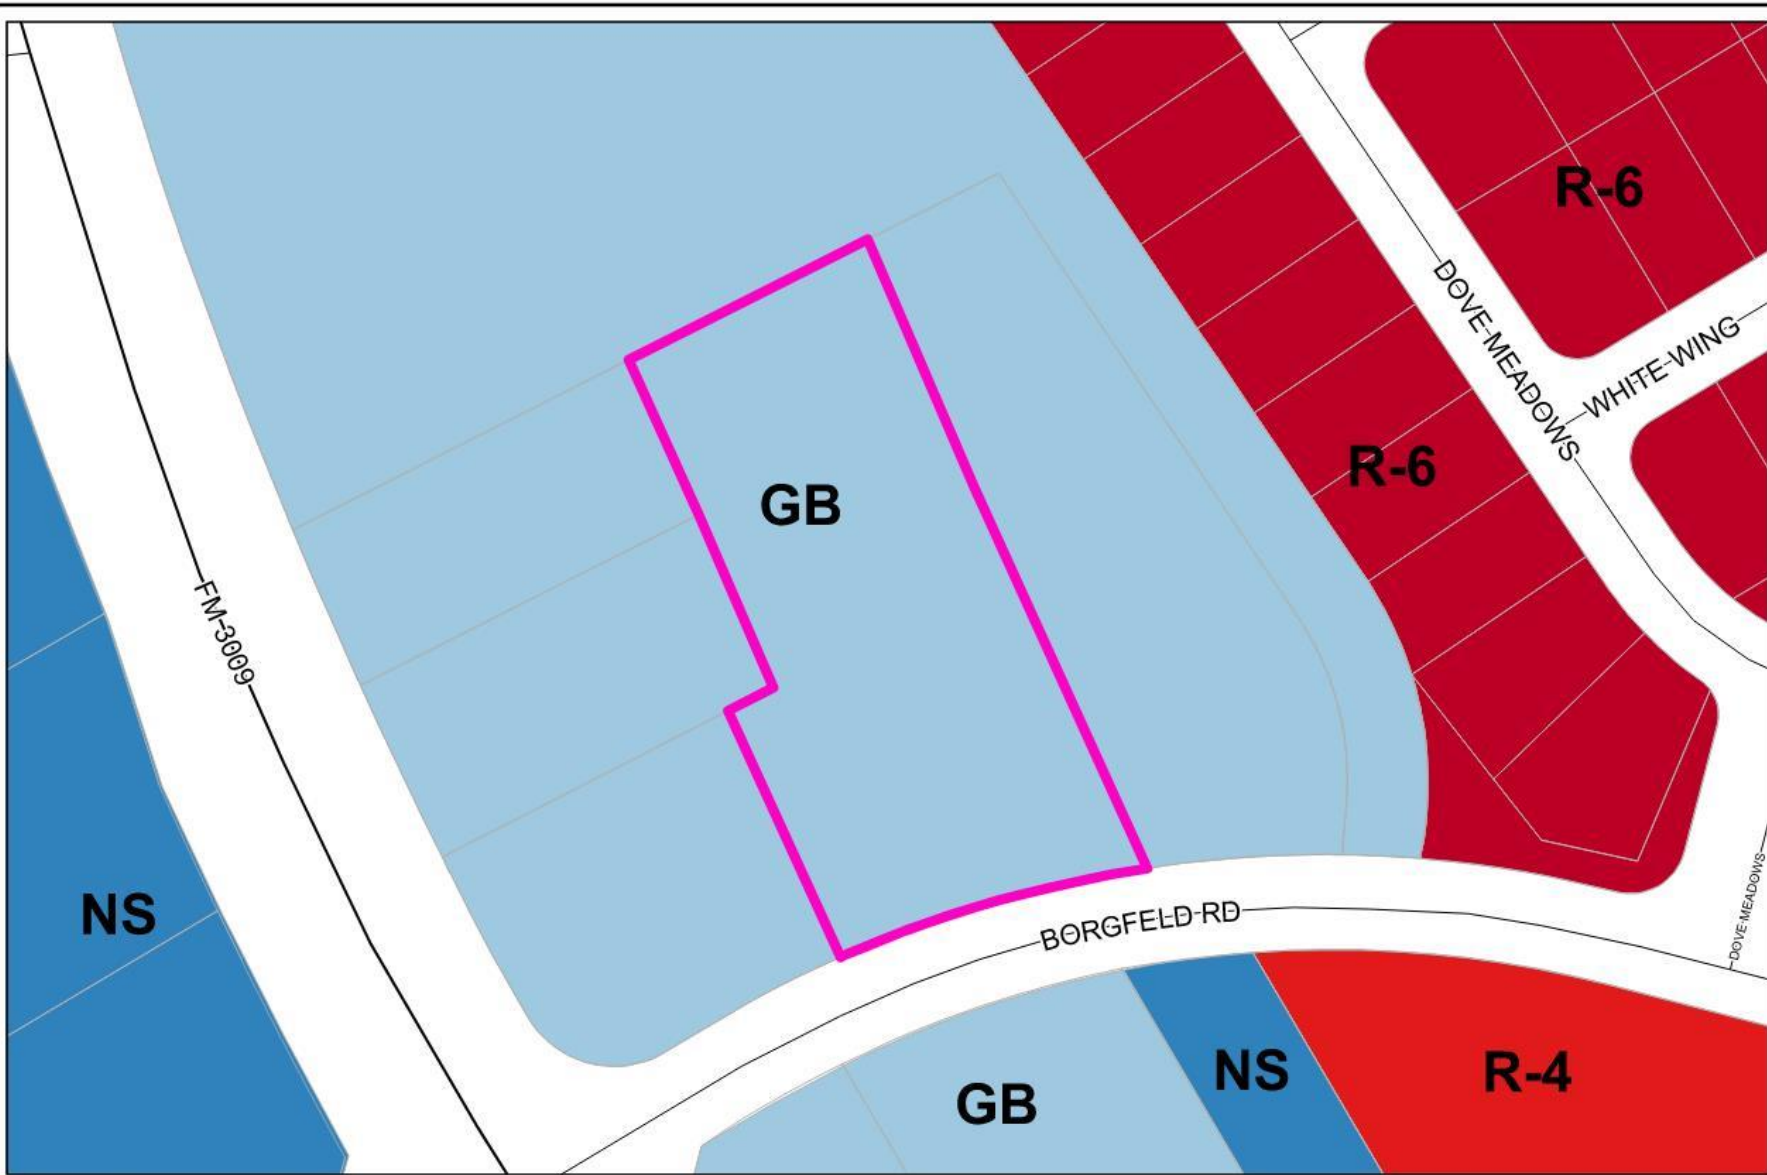 R-6
DOVE-MEADOWS
WHITE-WING
R-6
GB
FM-3009
NS
BORGFELD-RD
DOVE-MEADOWS
GB
NS
R-4